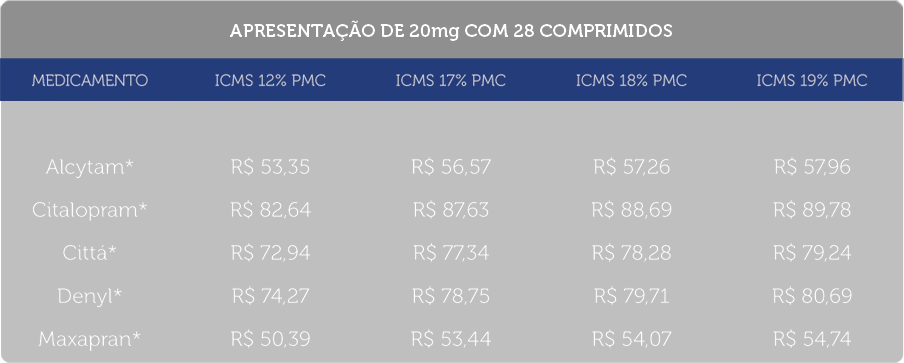 APRESENTAÇÃO DE 20mg COM 28 COMPRIMIDOS
MEDICAMENTO ICMS 12% PMC ICMS 17% PMC ICMS 18% PMC ICMS 19% PMC
Alcytam* R$ 53,35 R$ 56,57 R$ 57,26 R$ 57,96
Citalopram* R$ 82,64 R$ 87,63 R$ 88,69 R$ 89,78
Cittá* R$ 72,94 R$ 77,34 R$ 78,28 R$ 79,24
Denyl* R$ 74,27 R$ 78,75 R$ 79,71 R$ 80,69
Maxapran* R$ 50,39 R$ 53,44 R$ 54,07 R$ 54,74